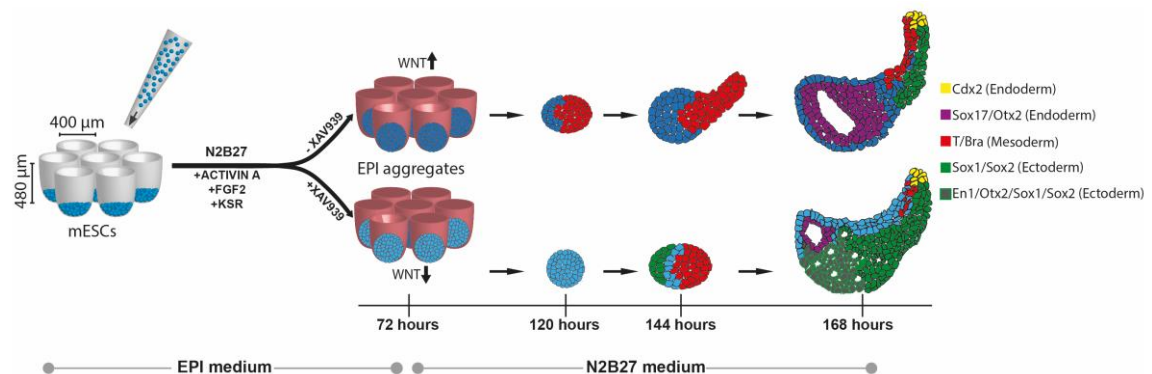 400 µm
480 µm
mESCs
N2B27
+ACTIVIN A
+FGF2
+KSR
- XAV939
+XAV939
WNT
EPI aggregates
WNT
Cdx2 (Endoderm)
Sox17/Otx2 (Endoderm)
T/Bra (Mesoderm)
Sox1/Sox2 (Ectoderm)
En1/Otx2/Sox1/Sox2 (Ectoderm)
72 hours
120 hours
144 hours
168 hours
EPI medium
N2B27 medium